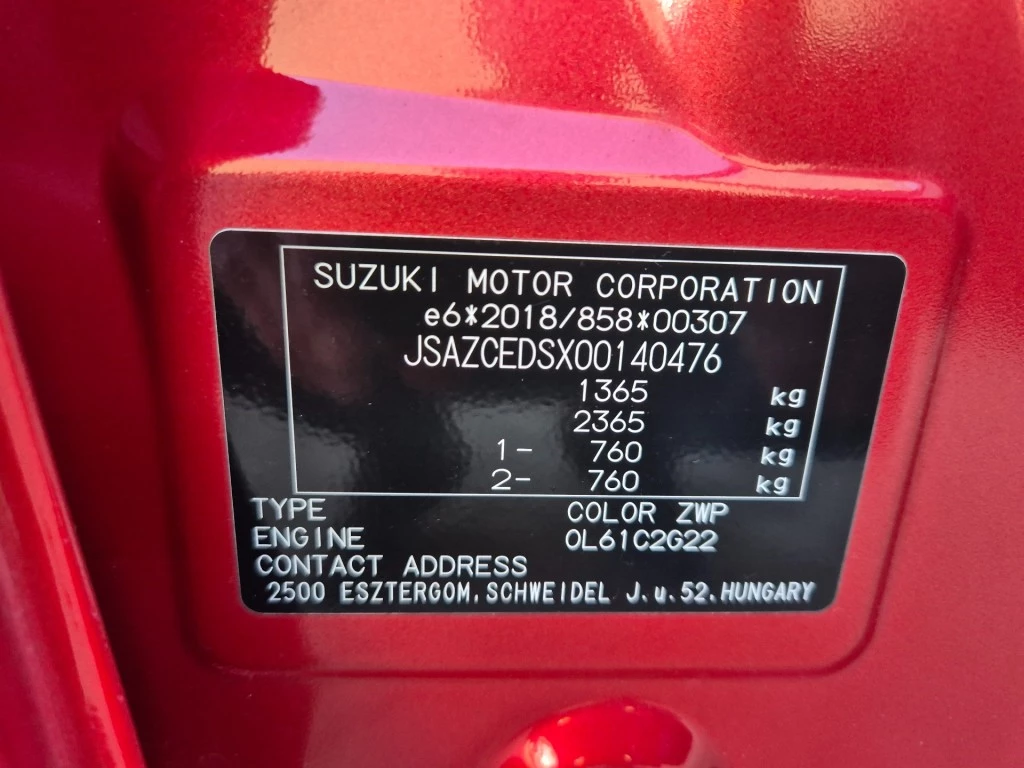 SUZUKI MOTOR CORPORATION
e6*2018/858*00307
JSAZCEDSX00140476
1365 kg
2365 kg
1- 760 kg
2- 760 kg
TYPE COLOR ZWP
ENGINE 0L61C2G22
CONTACT ADDRESS
2500 ESZTERGOM, SCHWEIDEL J.u.52.HUNGARY